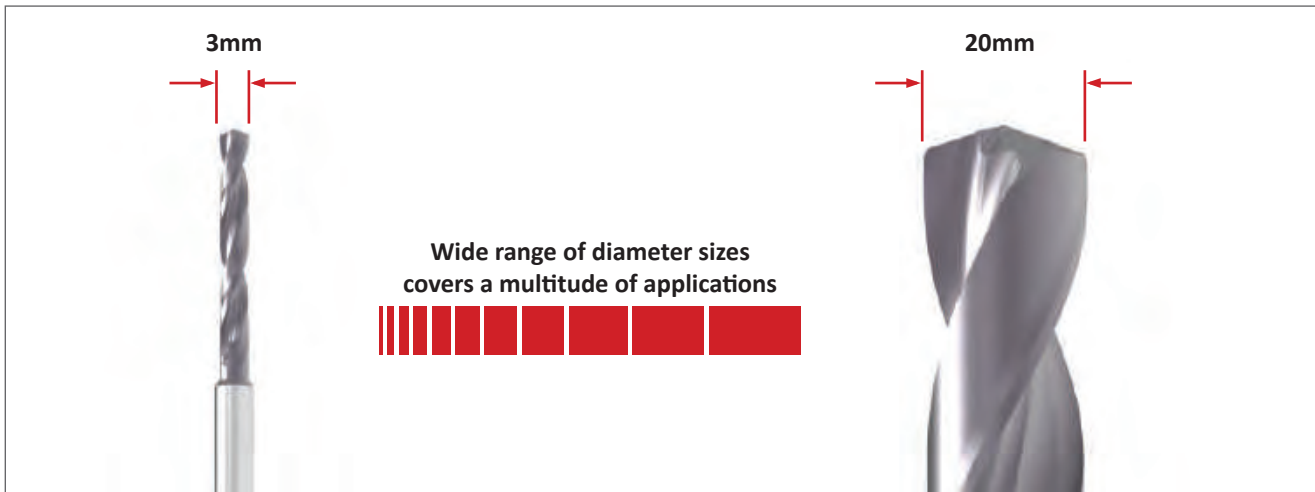 3mm
20mm
Wide range of diameter sizes
covers a multitude of applications